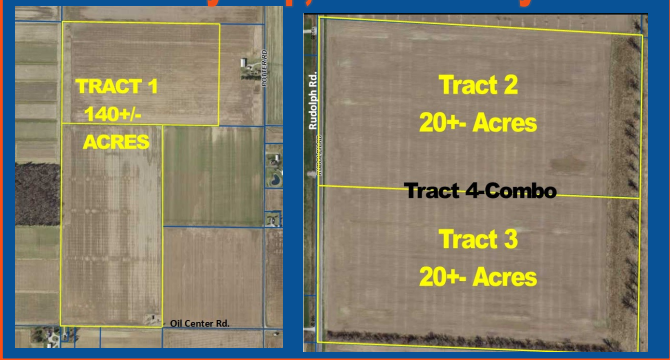 TRACT 1
140+/-
ACRES
Oil Center Rd.
Rudolph Rd.
Tract 2
20+- Acres
Tract 4-Combo
Tract 3
20+- Acres